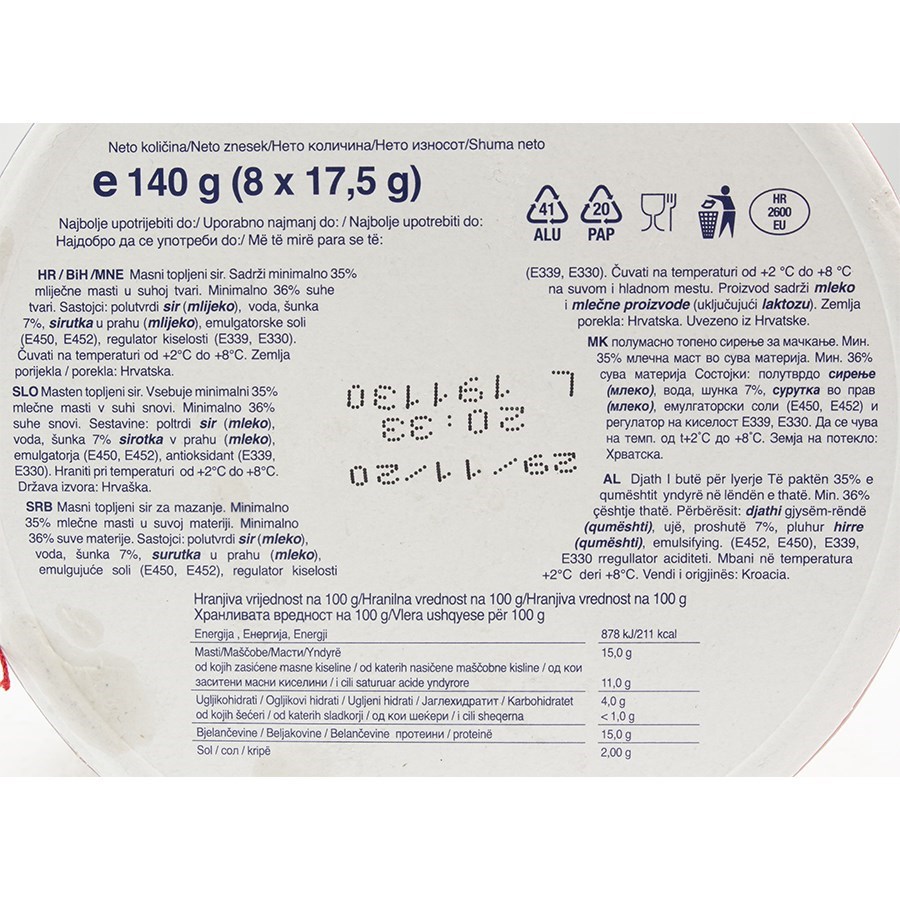 Neto količina/Neto znesek/Нето количина/Нето износот/Shuma neto
e 140 g (8 x 17,5 g)
Najbolje upotrijebiti do:/ Uporabno najmanj do: / Najbolje upotrebiti do:
Најдобро да се употреби до:/ Më të mirë para se të:
41
ALU
20
PAP
HR
2600
EU
HR / BiH /MNE Masni topljeni sir. Sadrži minimalno 35%
mliječne masti u suhoj tvari. Minimalno 36% suhe
tvari. Sastojci: polutvrdi sir (mlijeko), voda, šunka
7%, sirutka u prahu (mlijeko), emulgatorske soli
(E450, E452), regulator kiselosti (E339, E330).
Čuvati na temperaturi od +2°C do +8°C. Zemlja
porijekla / porekla: Hrvatska.
SLO Masten topljeni sir. Vsebuje minimalni 35%
mlečne masti v suhi snovi. Minimalno 36%
suhe snovi. Sestavine: poltrdi sir (mleko),
voda, šunka 7% sirotka v prahu (mleko),
emulgatorja (E450, E452), antioksidant (E339,
E330). Hraniti pri temperaturi od +2°C do +8°C.
Država izvora: Hrvaška.
SRB Masni topljeni sir za mazanje. Minimalno
35% mlečne masti u suvoj materiji. Minimalno
36% suve materije. Sastojci: polutvrdi sir (mleko),
voda, šunka 7%, surutka u prahu (mleko),
emulgujuće soli (E450, E452), regulator kiselosti
(E339, E330). Čuvati na temperaturi od +2 °C do +8 °C
na suvom i hladnom mestu. Proizvod sadrži mleko
i mlečne proizvode (uključujući laktozu). Zemlja
porekla: Hrvatska. Uvezeno iz Hrvatske.
MK полумасно топено сирење за мачкање. Мин.
35% млечна маст во сува материја. Мин. 36%
сува материја Состојки: полутврдо сирење
(млеко), вода, шунка 7%, сурутка во прав
(млеко), емулгаторски соли (E450, E452) и
регулатор на киселост E339, E330. Да се чува
на темп. од t+2˚C до +8˚C. Земја на потекло:
Хрватска.
AL Djath I butë për lyerje Të paktën 35% e
qumështit yndyrë në lëndën e thatë. Min. 36%
çështje thatë. Përbërësit: djathi gjysëm-rëndë
(qumështi), ujë, proshutë 7%, pluhur hirre
(qumështi), emulsifying. (E452, E450), E339,
E330 rregullator aciditeti. Mbani në temperatura
+2°C deri +8°C. Vendi i origjinës: Kroacia.
29/11/20
20:33
L 191130
Hranjiva vrijednost na 100 g/Hranilna vrednost na 100 g/Hranjiva vrednost na 100 g
Хранливата вредност на 100 g/Vlera ushqyese për 100 g
Energija , Енергија, Energji 878 kJ/211 kcal
Masti/Maščobe/Масти/Yndyrë 15,0 g
od kojih zasićene masne kiseline / od katerih nasičene maščobne kisline / од кои
заситени масни киселини / i cili saturuar acide yndyrore 11,0 g
Ugljikohidrati / Ogljikovi hidrati / Ugljeni hidrati / Јаглехидратит / Karbohidratet 4,0 g
od kojih šećeri / od katerih sladkorji / од кои шеќери / i cili sheqerna < 1,0 g
Bjelančevine / Beljakovine / Belančevine протеини / proteinë 15,0 g
Sol / сол / kripë 2,00 g